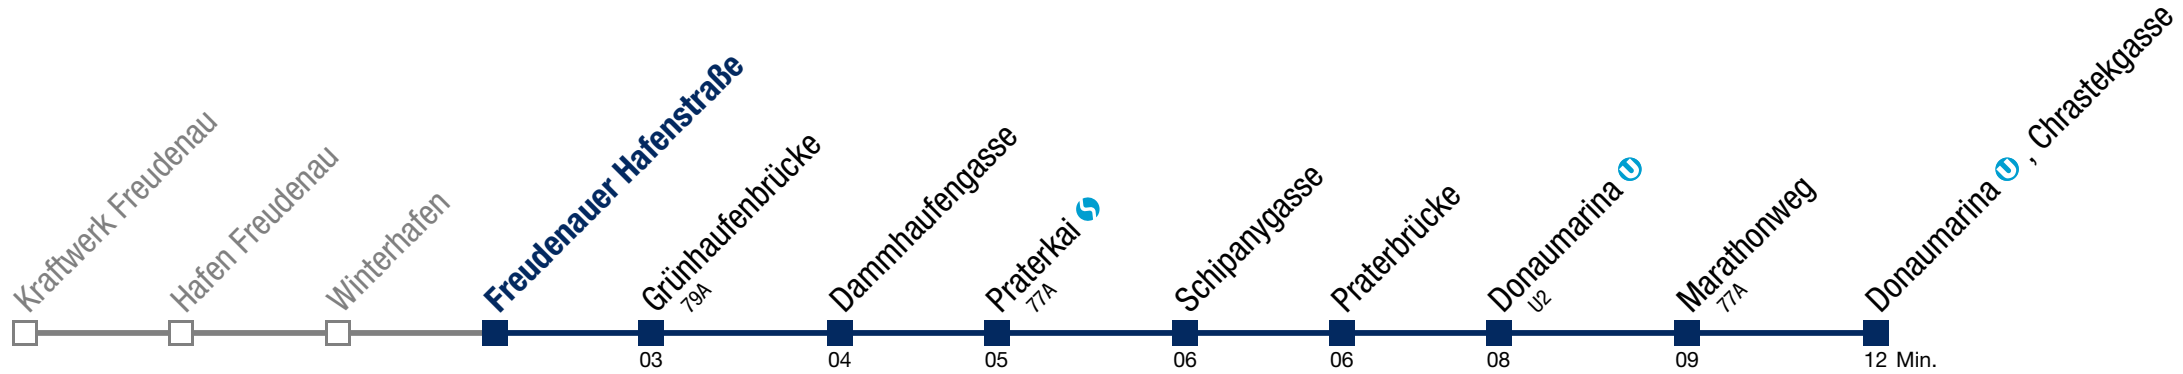 Kraftwerk Freudenau
Hafen Freudenau
Winterhafen
Freudenauer Hafenstraße
Grünhaufenbrücke
79A
Dammhaufengasse
Praterkai
77A
Schipanygasse
Praterbrücke
Donaumarina
U2
Marathonweg
77A
Donaumarina , Chrastekgasse
03 04 05 06 06 08 09 12 Min.